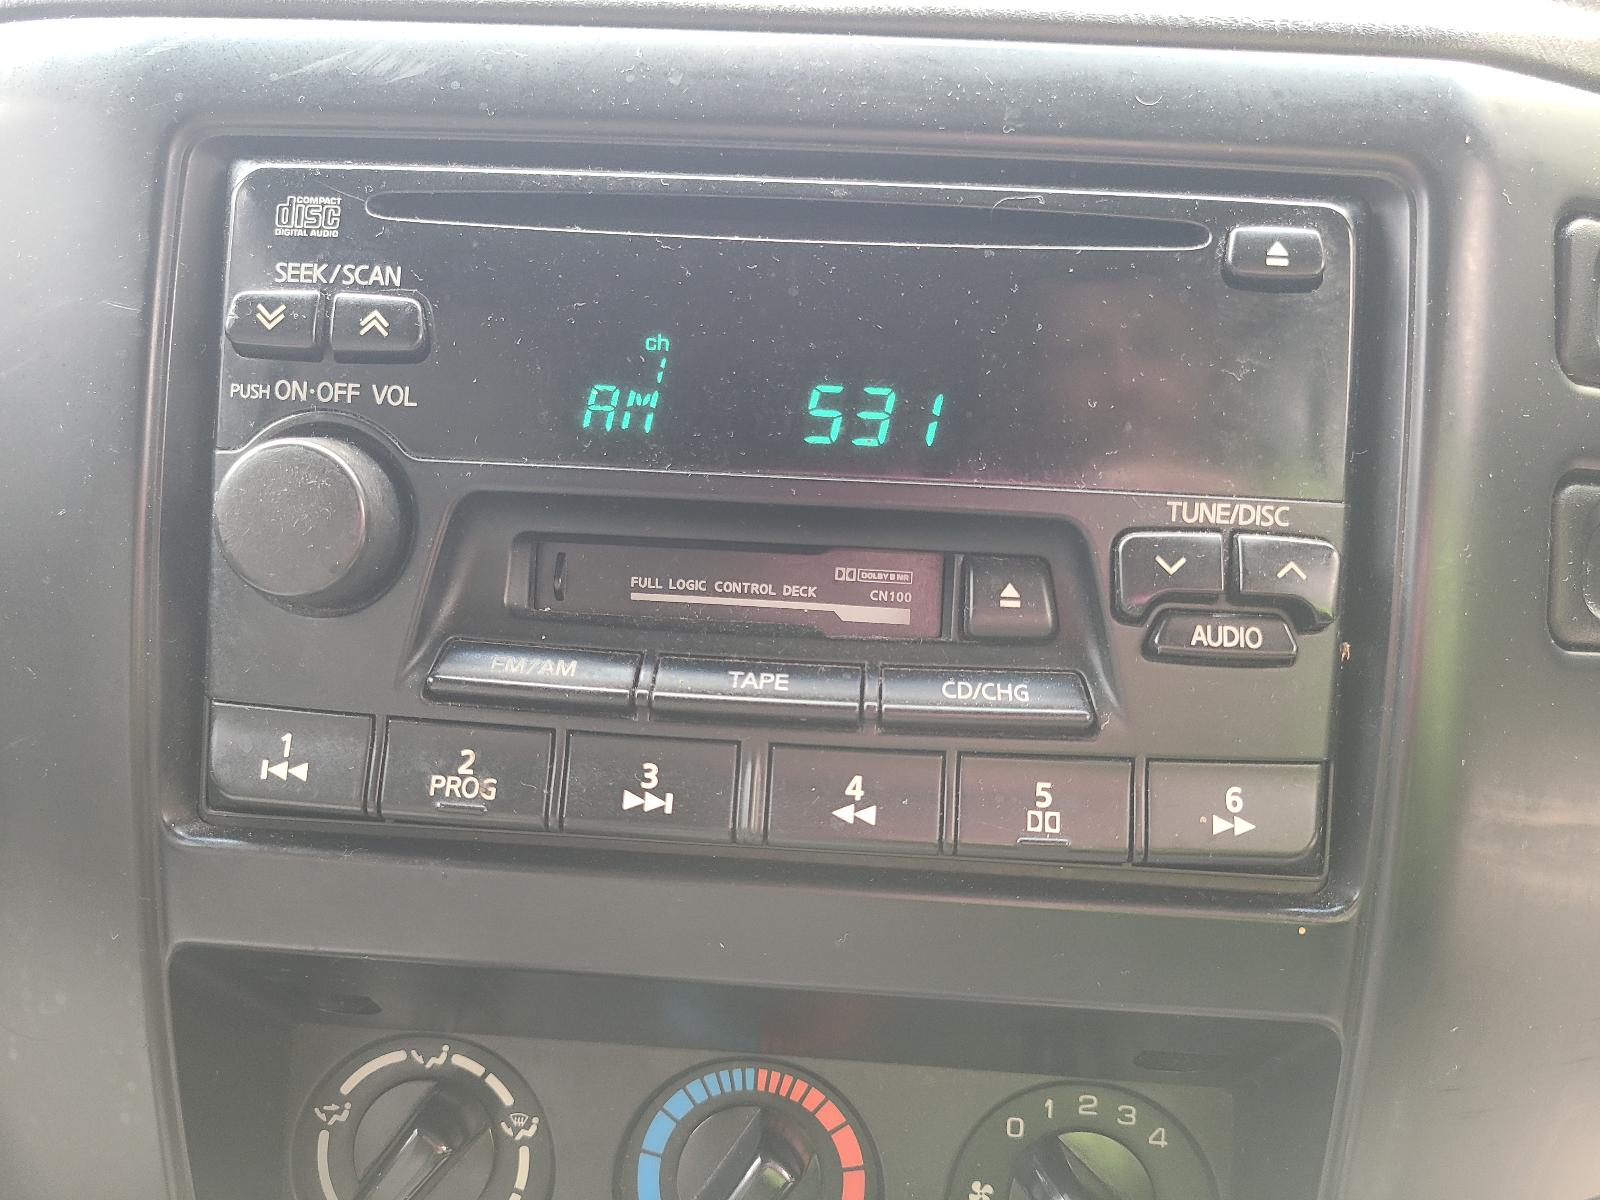 COMPACT
disc
DIGITAL AUDIO
SEEK/SCAN
PUSH ON·OFF VOL
ch
1
AM 531
TUNE/DISC
FULL LOGIC CONTROL DECK
DOLBY B NR
CN100
AUDIO
FM/AM
TAPE
CD/CHG
1
2
PROG
3
4
5
6
0 1 2 3 4